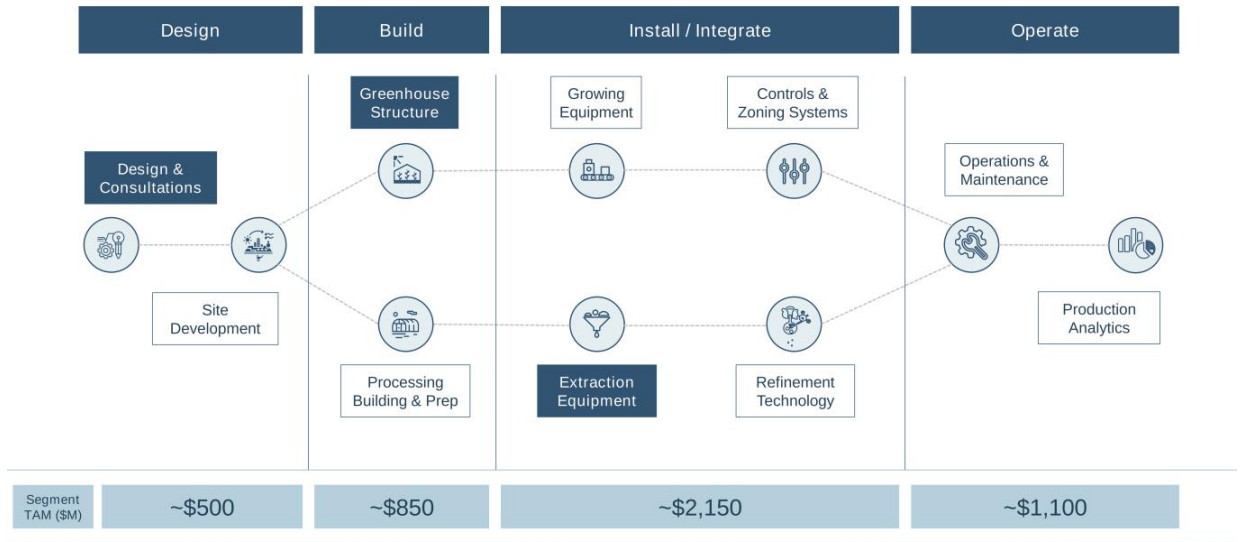 Design
Build
Install / Integrate
Operate
Greenhouse
Structure
Growing
Equipment
Controls &
Zoning Systems
Design &
Consultations
Operations &
Maintenance
Site
Development
Production
Analytics
Processing
Building & Prep
Extraction
Equipment
Refinement
Technology
Segment
TAM ($M)
~$500
~$850
~$2,150
~$1,100